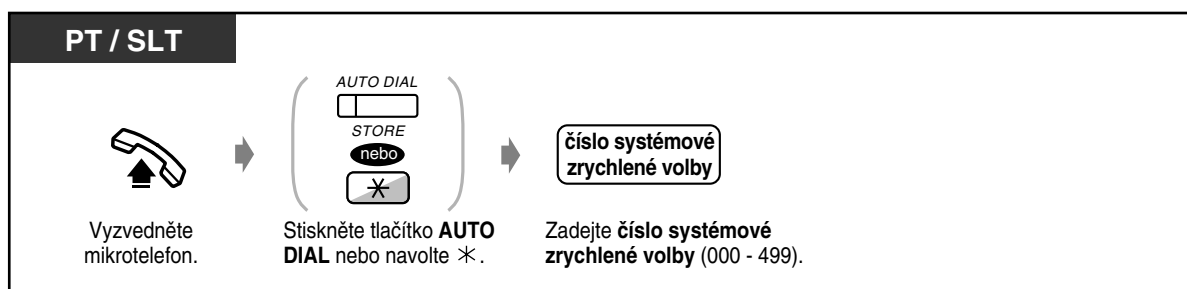 PT / SLT
AUTO DIAL
STORE
nebo
číslo systémové
zrychlené volby
Vyzvedněte
mikrotelefon.
Stiskněte tlačítko AUTO
DIAL nebo navolte ✳.
Zadejte číslo systémové
zrychlené volby (000 - 499).